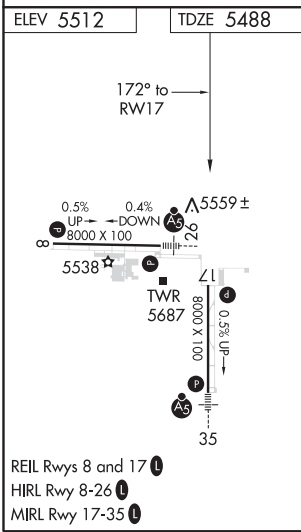 ELEV 5512
TDZE 5488
172° to
RW17
0.5%
UP
0.4%
DOWN
5559 ±
A5
8000 X 100
P
8
26
5538
P
TWR
5687
17
P
8000 X 100
0.5% UP
P
A5
35
REIL Rwys 8 and 17 L
HIRL Rwy 8-26 L
MIRL Rwy 17-35 L